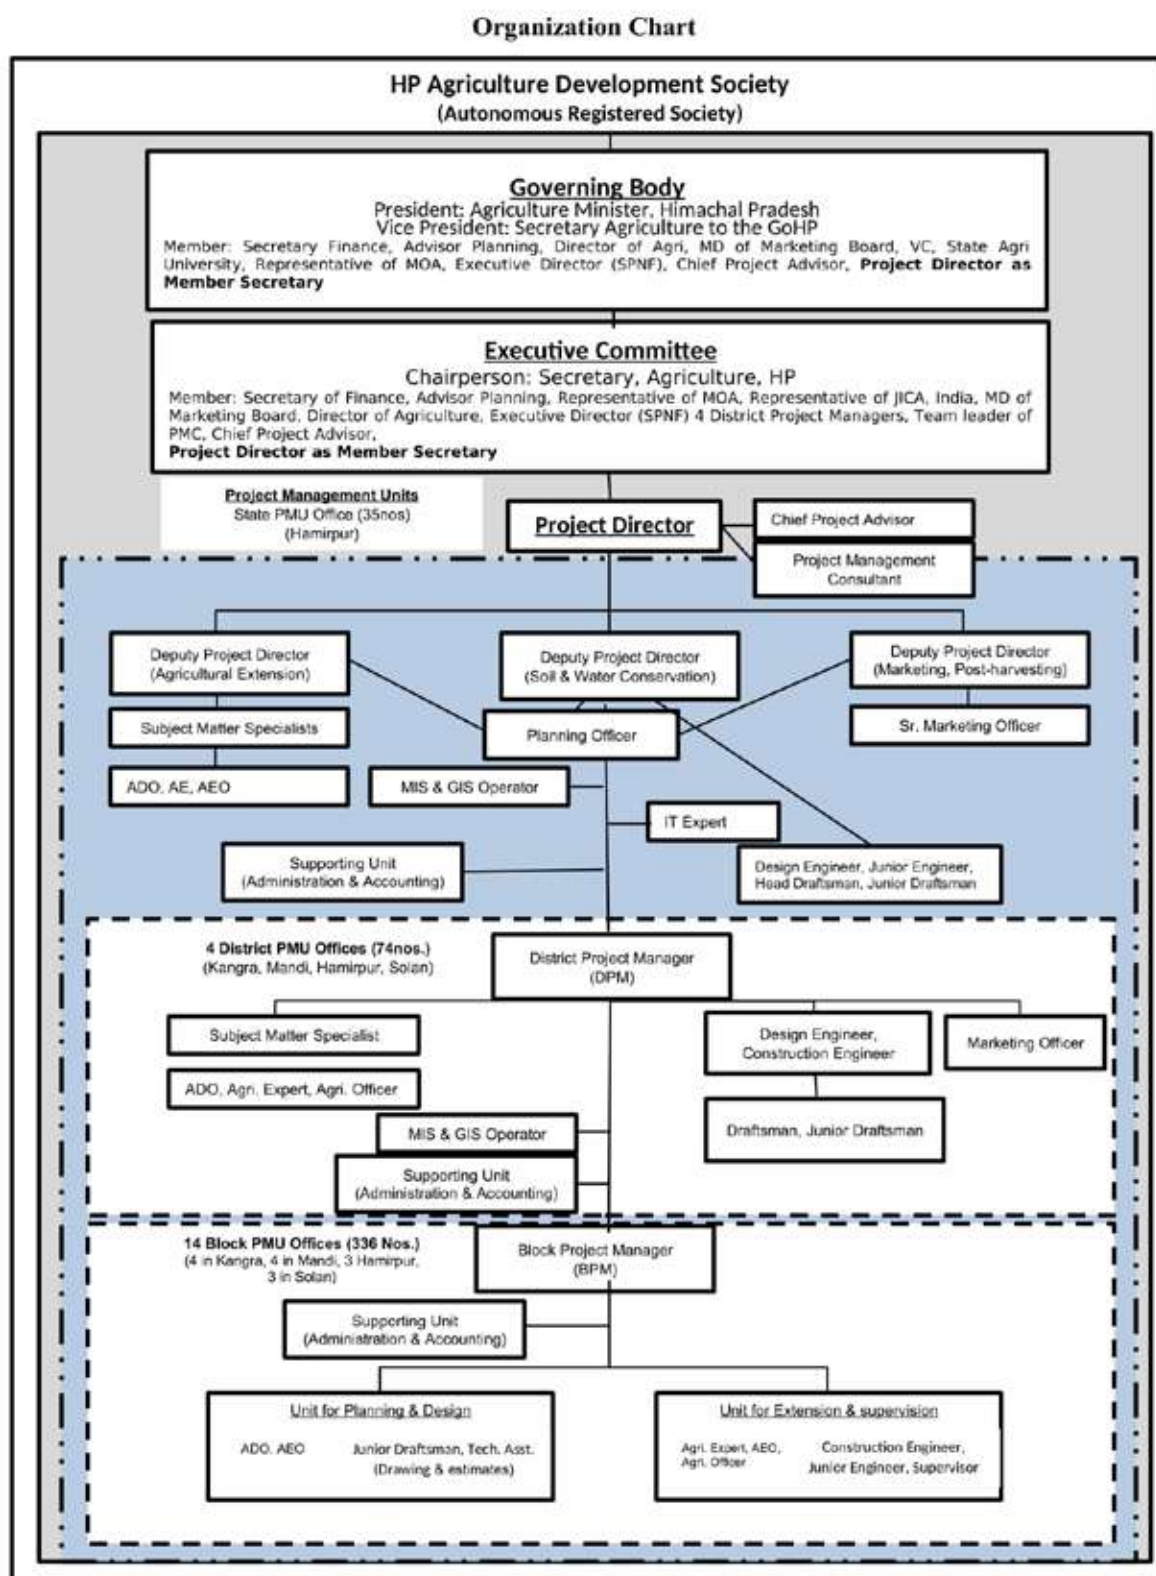 Organization Chart
HP Agriculture Development Society
(Autonomous Registered Society)
Governing Body
President: Agriculture Minister, Himachal Pradesh
Vice President: Secretary Agriculture to the GoHP
Member: Secretary Finance, Advisor Planning, Director of Agri, MD of Marketing Board, VC, State Agri
University, Representative of MOA, Executive Director (SPNF), Chief Project Advisor, Project Director as
Member Secretary
Executive Committee
Chairperson: Secretary, Agriculture, HP
Member: Secretary of Finance, Advisor Planning, Representative of MOA, Representative of JICA, India, MD of
Marketing Board, Director of Agriculture, Executive Director (SPNF) 4 District Project Managers, Team leader of
PMC, Chief Project Advisor,
Project Director as Member Secretary
Project Management Units
State PMU Office (35nos)
(Hamirpur)
Project Director
Chief Project Advisor
Project Management
Consultant
Deputy Project Director
(Agricultural Extension)
Deputy Project Director
(Soil & Water Conservation)
Deputy Project Director
(Marketing, Post-harvesting)
Subject Matter Specialists
Planning Officer
Sr. Marketing Officer
ADO, AE, AEO
MIS & GIS Operator
IT Expert
Supporting Unit
(Administration & Accounting)
Design Engineer, Junior Engineer,
Head Draftsman, Junior Draftsman
4 District PMU Offices (74nos.)
(Kangra, Mandi, Hamirpur, Solan)
District Project Manager
(DPM)
Subject Matter Specialist
Design Engineer,
Construction Engineer
Marketing Officer
ADO, Agri. Expert, Agri. Officer
MIS & GIS Operator
Draftsman, Junior Draftsman
Supporting Unit
(Administration & Accounting)
14 Block PMU Offices (336 Nos.)
(4 in Kangra, 4 in Mandi, 3 Hamirpur,
3 in Solan)
Block Project Manager
(BPM)
Supporting Unit
(Administration & Accounting)
Unit for Planning & Design
ADO. AEO
Junior Draftsman, Tech. Asst.
(Drawing & estimates)
Unit for Extension & supervision
Agri. Expert, AEO,
Agri. Officer
Construction Engineer,
Junior Engineer, Supervisor